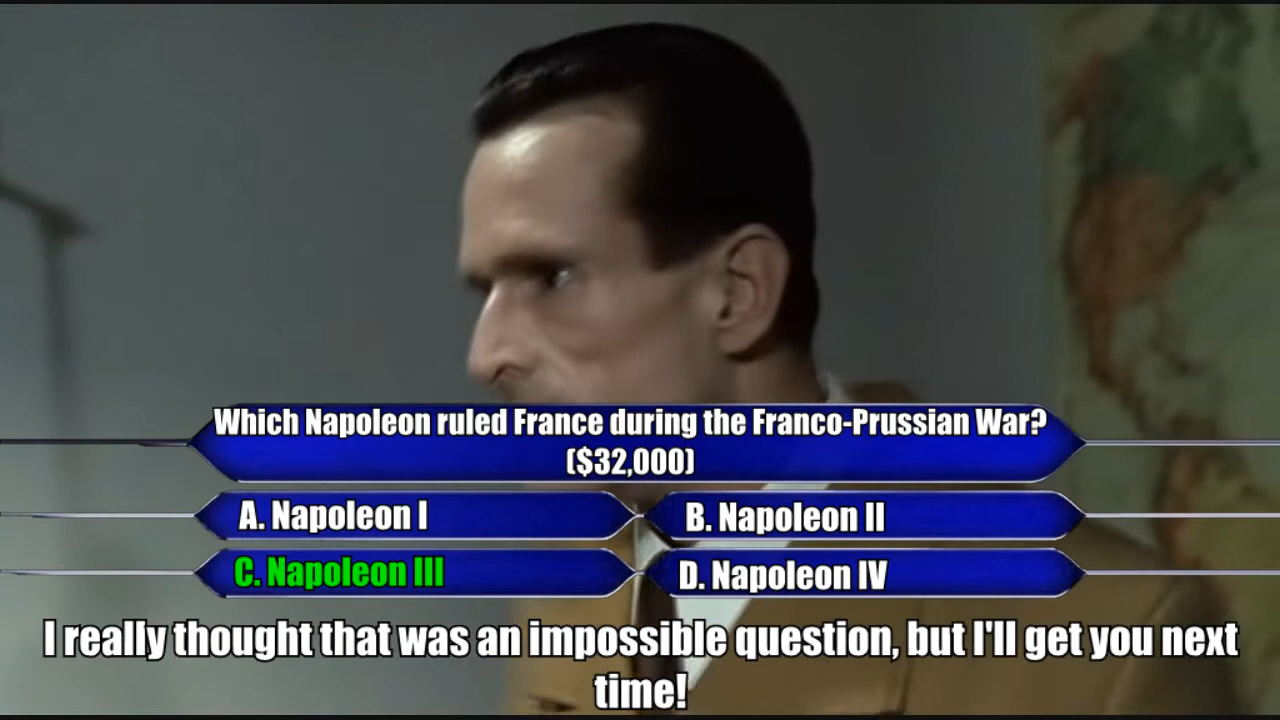 Which Napoleon ruled France during the Franco-Prussian War?
($32,000)
A. Napoleon I
B. Napoleon II
C. Napoleon III
D. Napoleon IV
I really thought that was an impossible question, but I'll get you next
time!